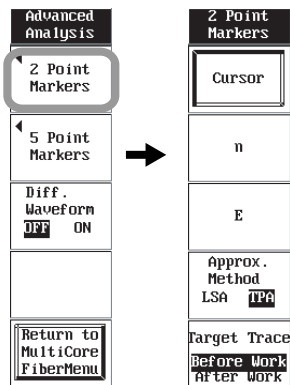 Advanced
Analysis
2 Point
Markers
5 Point
Markers
Diff.
Waveform
OFF ON
Return to
MultiCore
FiberMenu
2 Point
Markers
Cursor
n
E
Approx.
Method
LSA TPA
Target Trace
Before Work
After Work